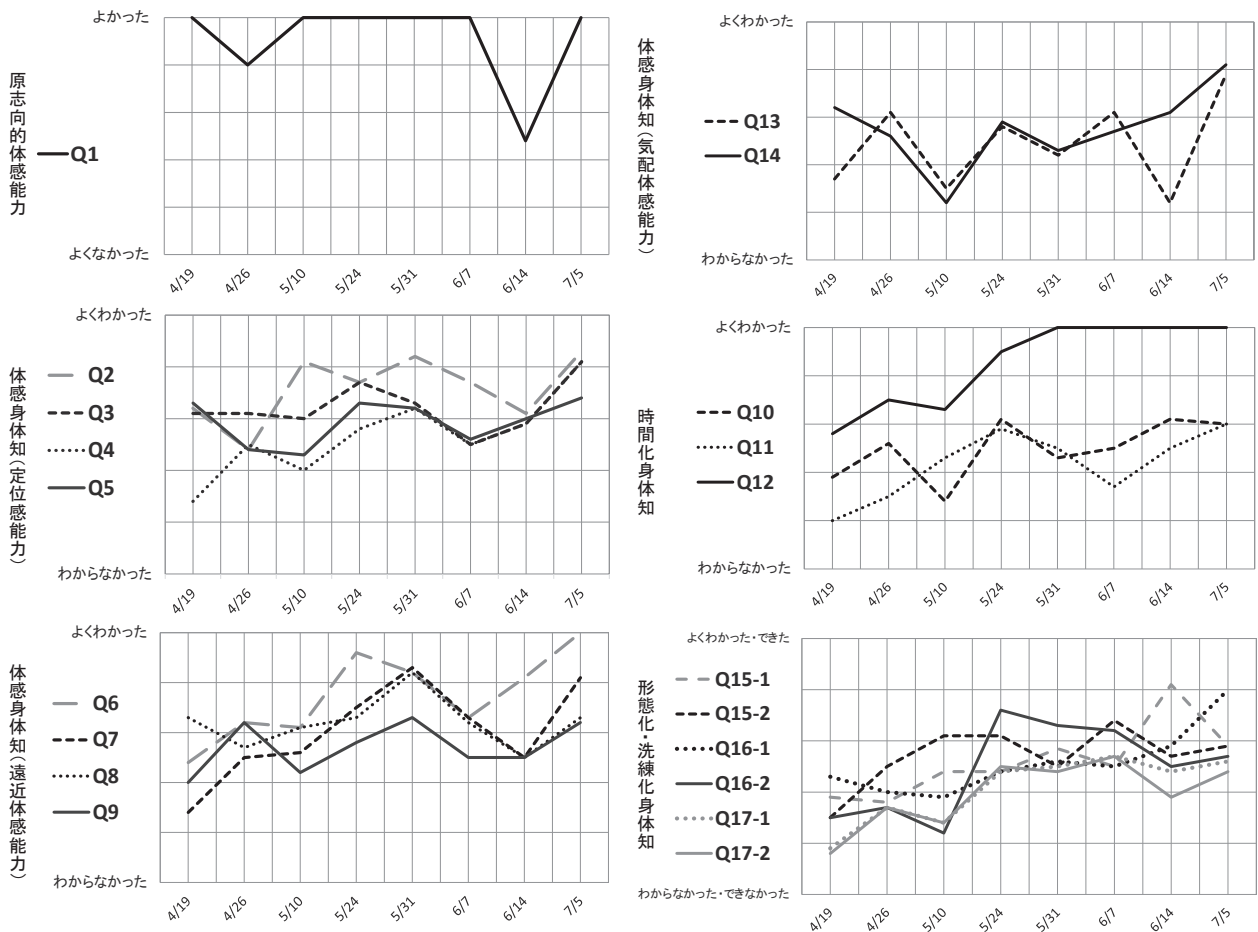 原志向的体感能力
よかった
Q1
よくなかった
4/19
4/26
5/10
5/24
5/31
6/7
6/14
7/5
体感身体知(気配体感能力)
よくわかった
Q13
Q14
わからなかった
4/19
4/26
5/10
5/24
5/31
6/7
6/14
7/5
体感身体知(定位感能力)
よくわかった
Q2
Q3
Q4
Q5
わからなかった
4/19
4/26
5/10
5/24
5/31
6/7
6/14
7/5
時間化身体知
よくわかった
Q10
Q11
Q12
わからなかった
4/19
4/26
5/10
5/24
5/31
6/7
6/14
7/5
体感身体知(遠近体感能力)
よくわかった
Q6
Q7
Q8
Q9
わからなかった
4/19
4/26
5/10
5/24
5/31
6/7
6/14
7/5
形態化・洗練化身体知
よくわかった・できた
Q15-1
Q15-2
Q16-1
Q16-2
Q17-1
Q17-2
わからなかった・できなかった
4/19
4/26
5/10
5/24
5/31
6/7
6/14
7/5